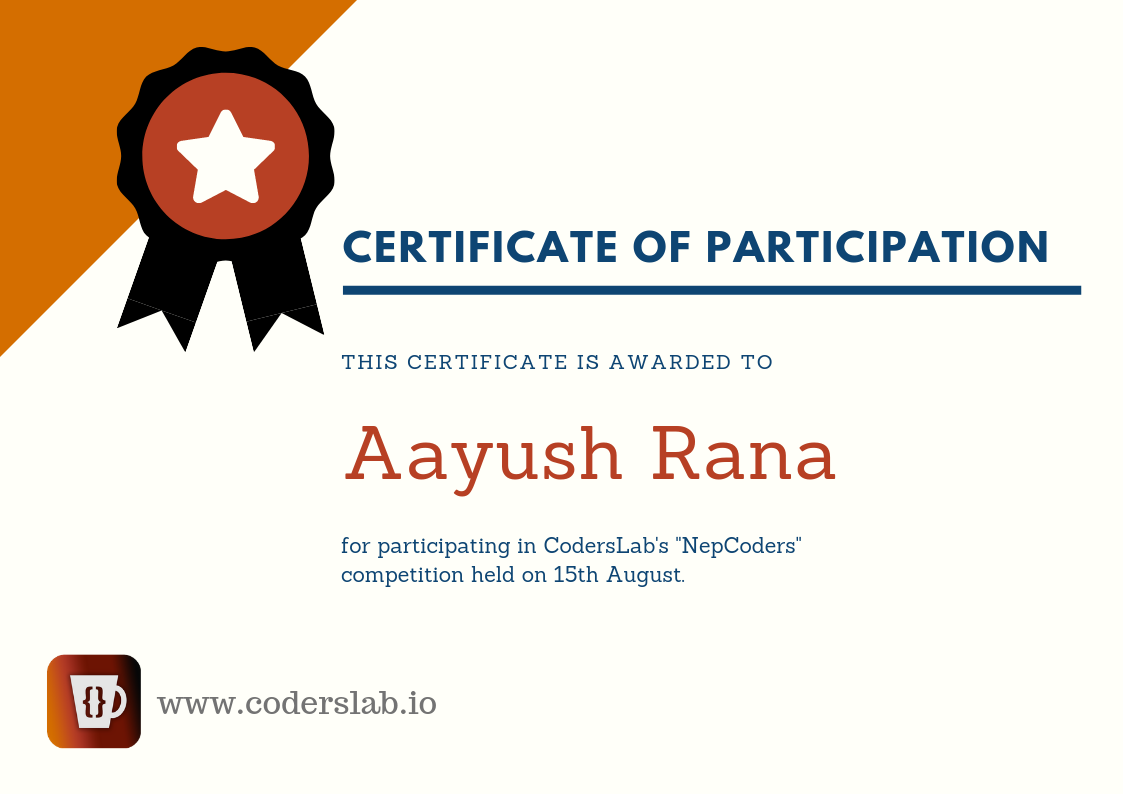 CERTIFICATE OF PARTICIPATION
THIS CERTIFICATE IS AWARDED TO
Aayush Rana
for participating in CodersLab's "NepCoders"
competition held on 15th August.
{}
www.coderslab.io